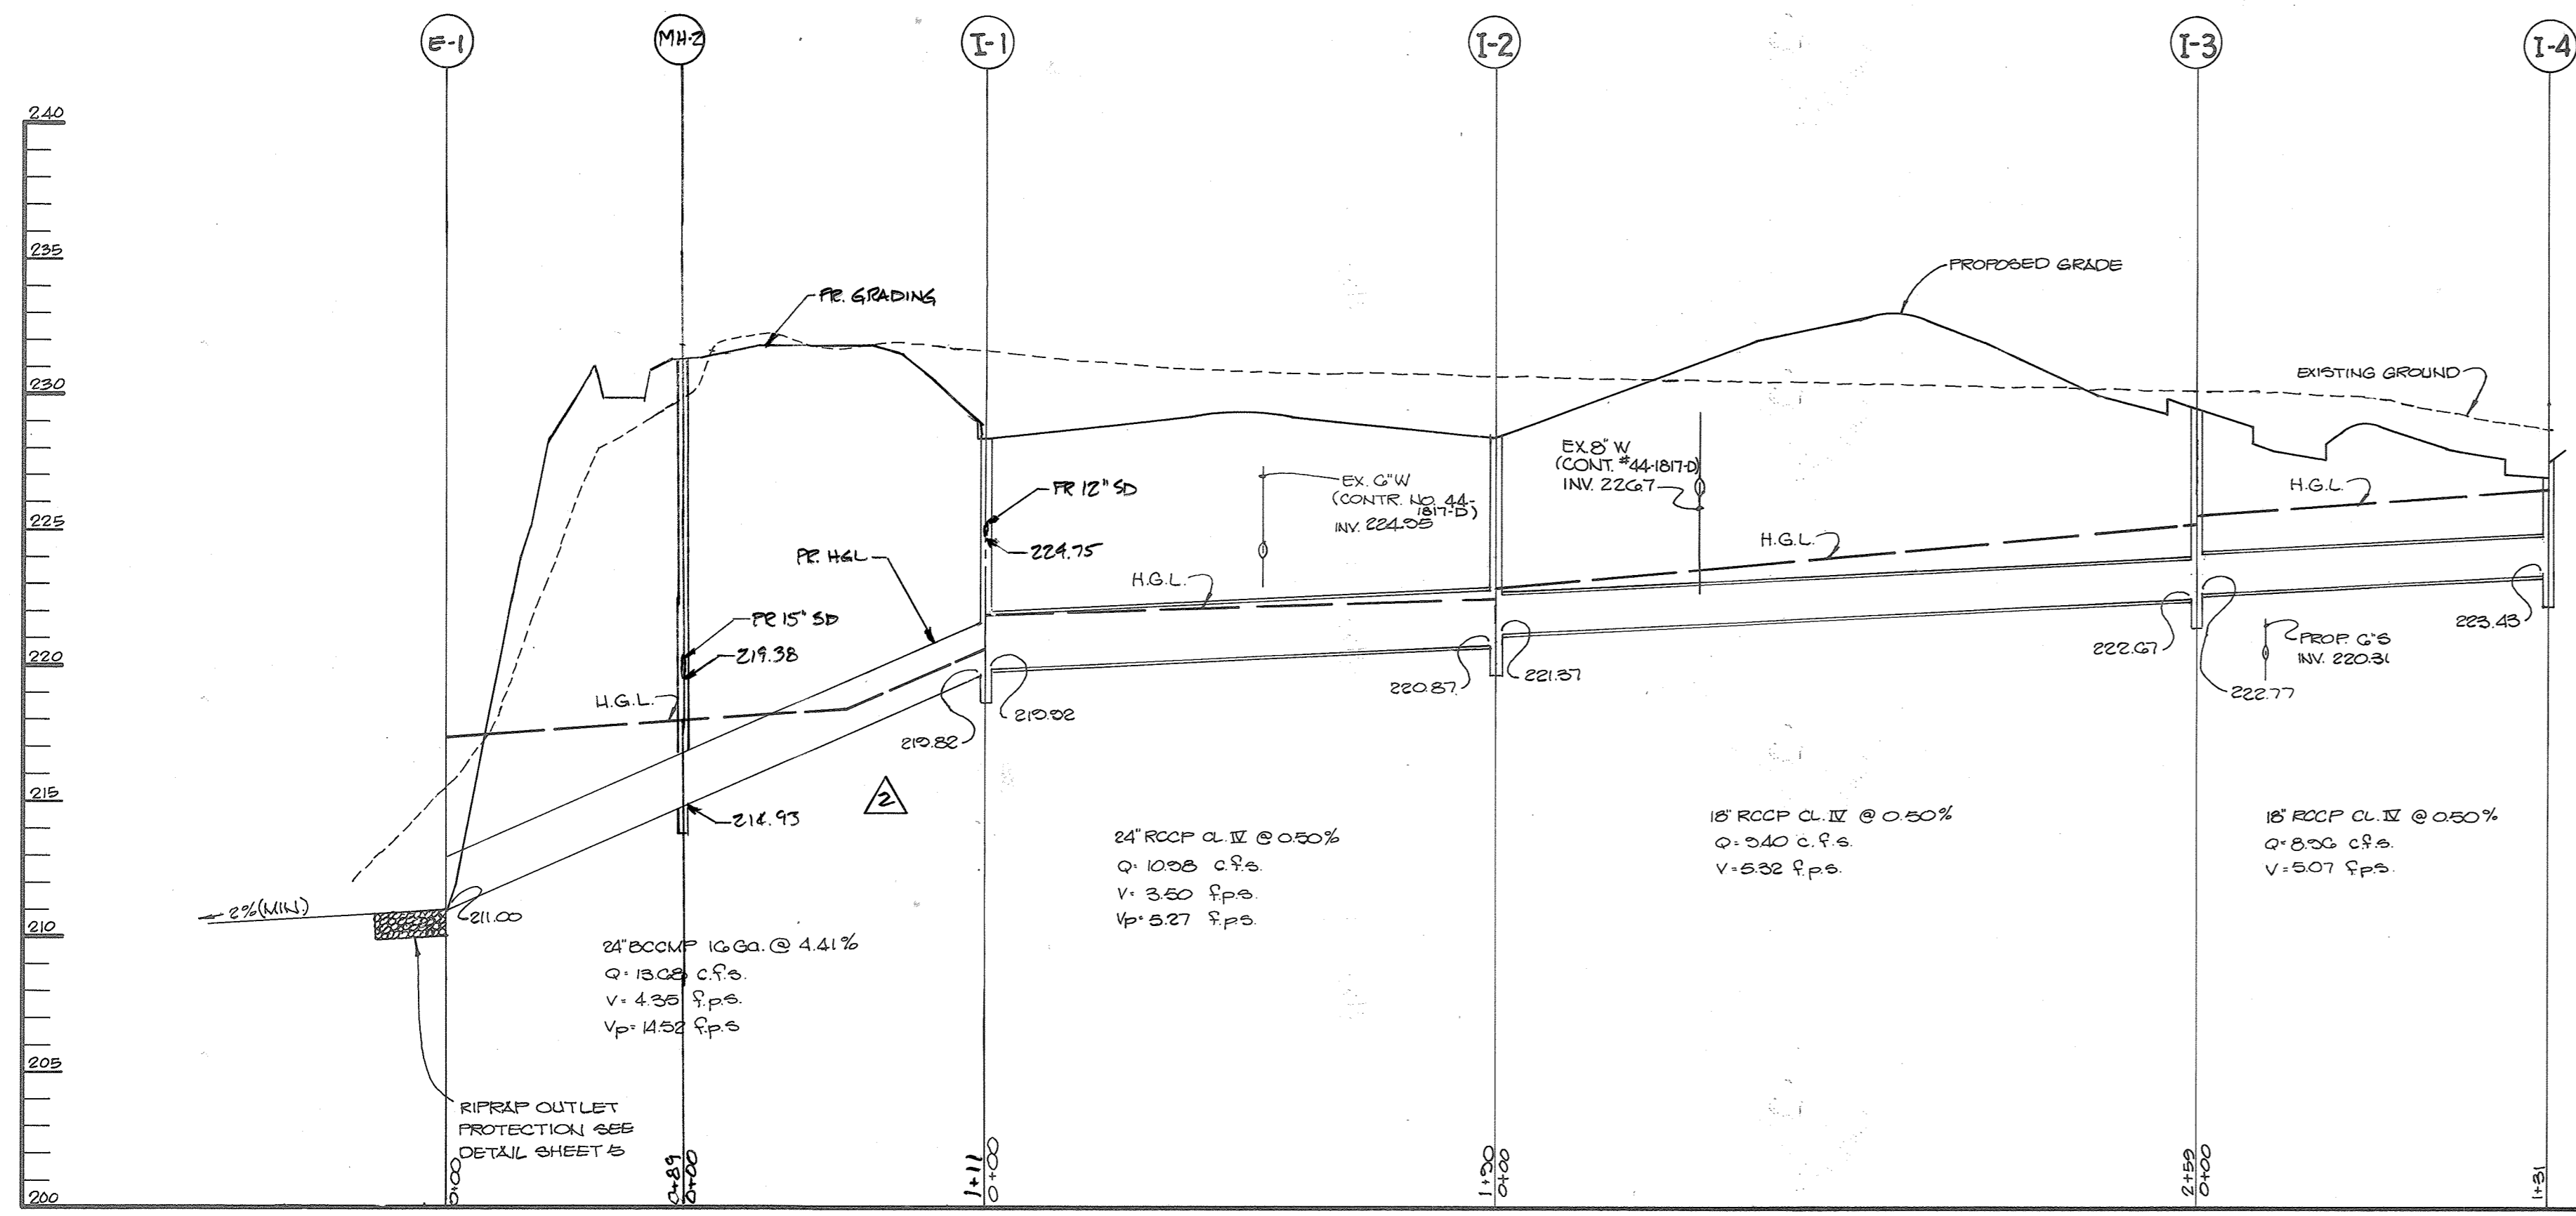 E-1
MH-2
I-1
I-2
I-3
I-4
240
235
230
225
220
215
210
205
200
PR. GRADING
PROPOSED GRADE
EXISTING GROUND
PR 12" SD
224.75
EX. 6" W
(CONTR. NO. 44-
1817-D)
INV. 224.95
EX. 8" W
(CONT. #44-1817-D)
INV. 226.7
H.G.L.
PR. HGL
H.G.L.
H.G.L.
PR 15" SD
219.38
H.G.L.
219.82
219.92
220.87
221.37
222.67
222.77
PROP. 6"S
INV. 220.31
223.43
2
214.93
2% (MIN.)
211.00
24" BCCMP 16 Ga. @ 4.41%
Q = 13.68 c.f.s.
V = 4.35 f.p.s.
Vp = 14.52 f.p.s
24" RCCP CL. IV @ 0.50%
Q = 10.98 c.f.s.
V = 3.50 f.p.s.
Vp = 5.27 f.p.s.
18" RCCP CL. IV @ 0.50%
Q = 9.40 c.f.s.
V = 5.32 f.p.s.
18" RCCP CL. IV @ 0.50%
Q = 8.96 c.f.s.
V = 5.07 f.p.s.
RIPRAP OUTLET
PROTECTION SEE
DETAIL SHEET 5
0+00
0+89
0+00
1+11
0+00
1+90
0+00
2+59
0+00
1+31